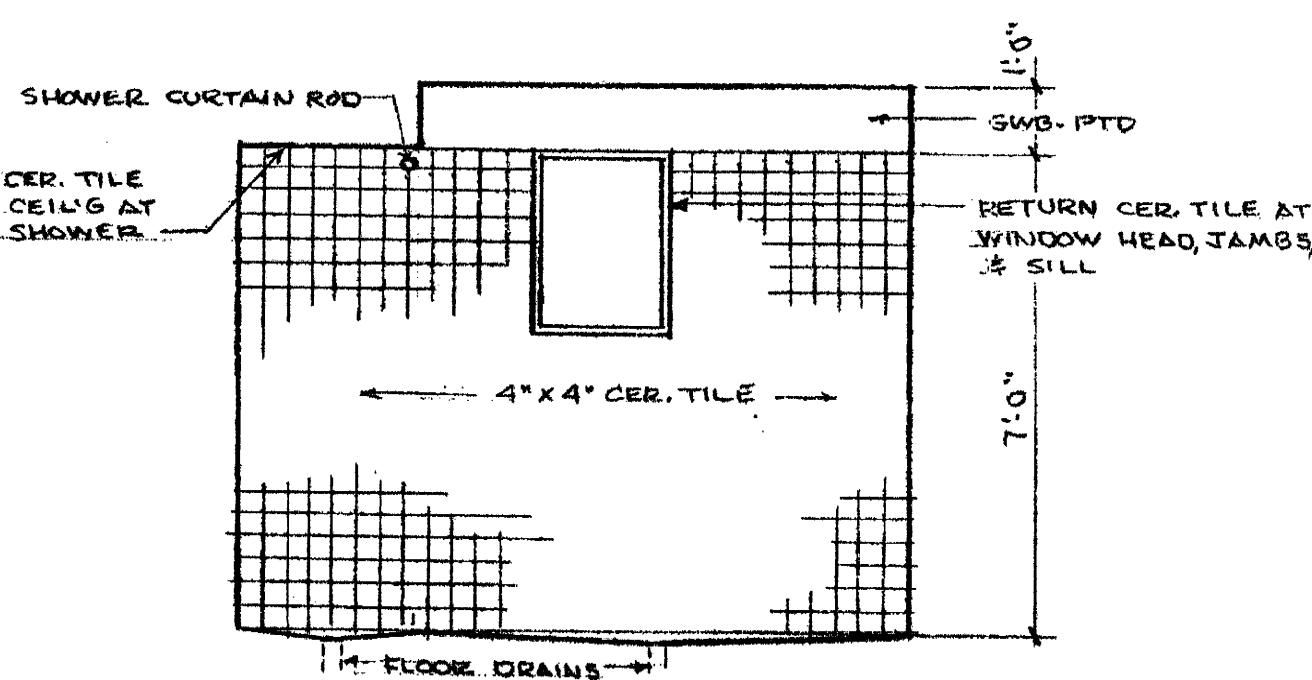 1'-0"
SHOWER CURTAIN ROD
GWB. PTD
CER. TILE
CEIL'G AT
SHOWER
RETURN CER. TILE AT
WINDOW HEAD, JAMBS,
& SILL
4" X 4" CER. TILE
7'-0"
FLOOR DRAINS